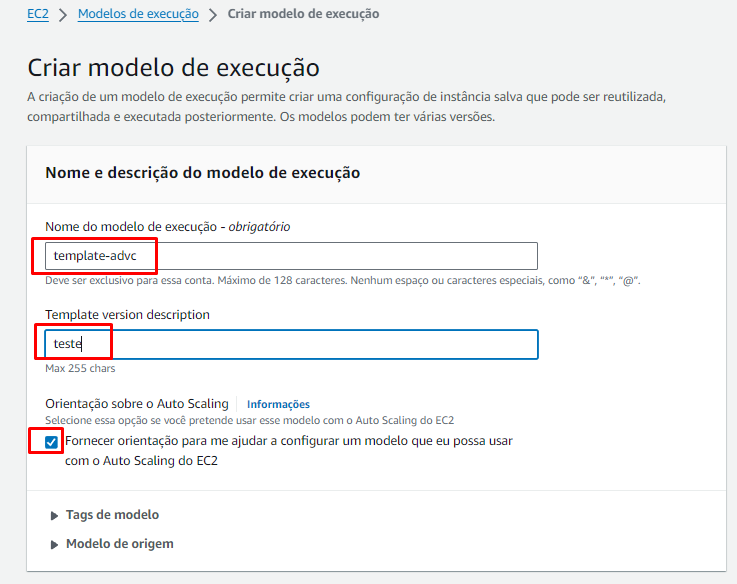 EC2 > Modelos de execução > Criar modelo de execução
Criar modelo de execução
A criação de um modelo de execução permite criar uma configuração de instância salva que pode ser reutilizada,
compartilhada e executada posteriormente. Os modelos podem ter várias versões.
Nome e descrição do modelo de execução
Nome do modelo de execução - obrigatório
template-advc
Deve ser exclusivo para essa conta. Máximo de 128 caracteres. Nenhum espaço ou caracteres especiais, como “&”, “*”, “@”.
Template version description
teste
Max 255 chars
Orientação sobre o Auto Scaling Informações
Selecione essa opção se você pretende usar esse modelo com o Auto Scaling do EC2
Fornecer orientação para me ajudar a configurar um modelo que eu possa usar
com o Auto Scaling do EC2
Tags de modelo
Modelo de origem